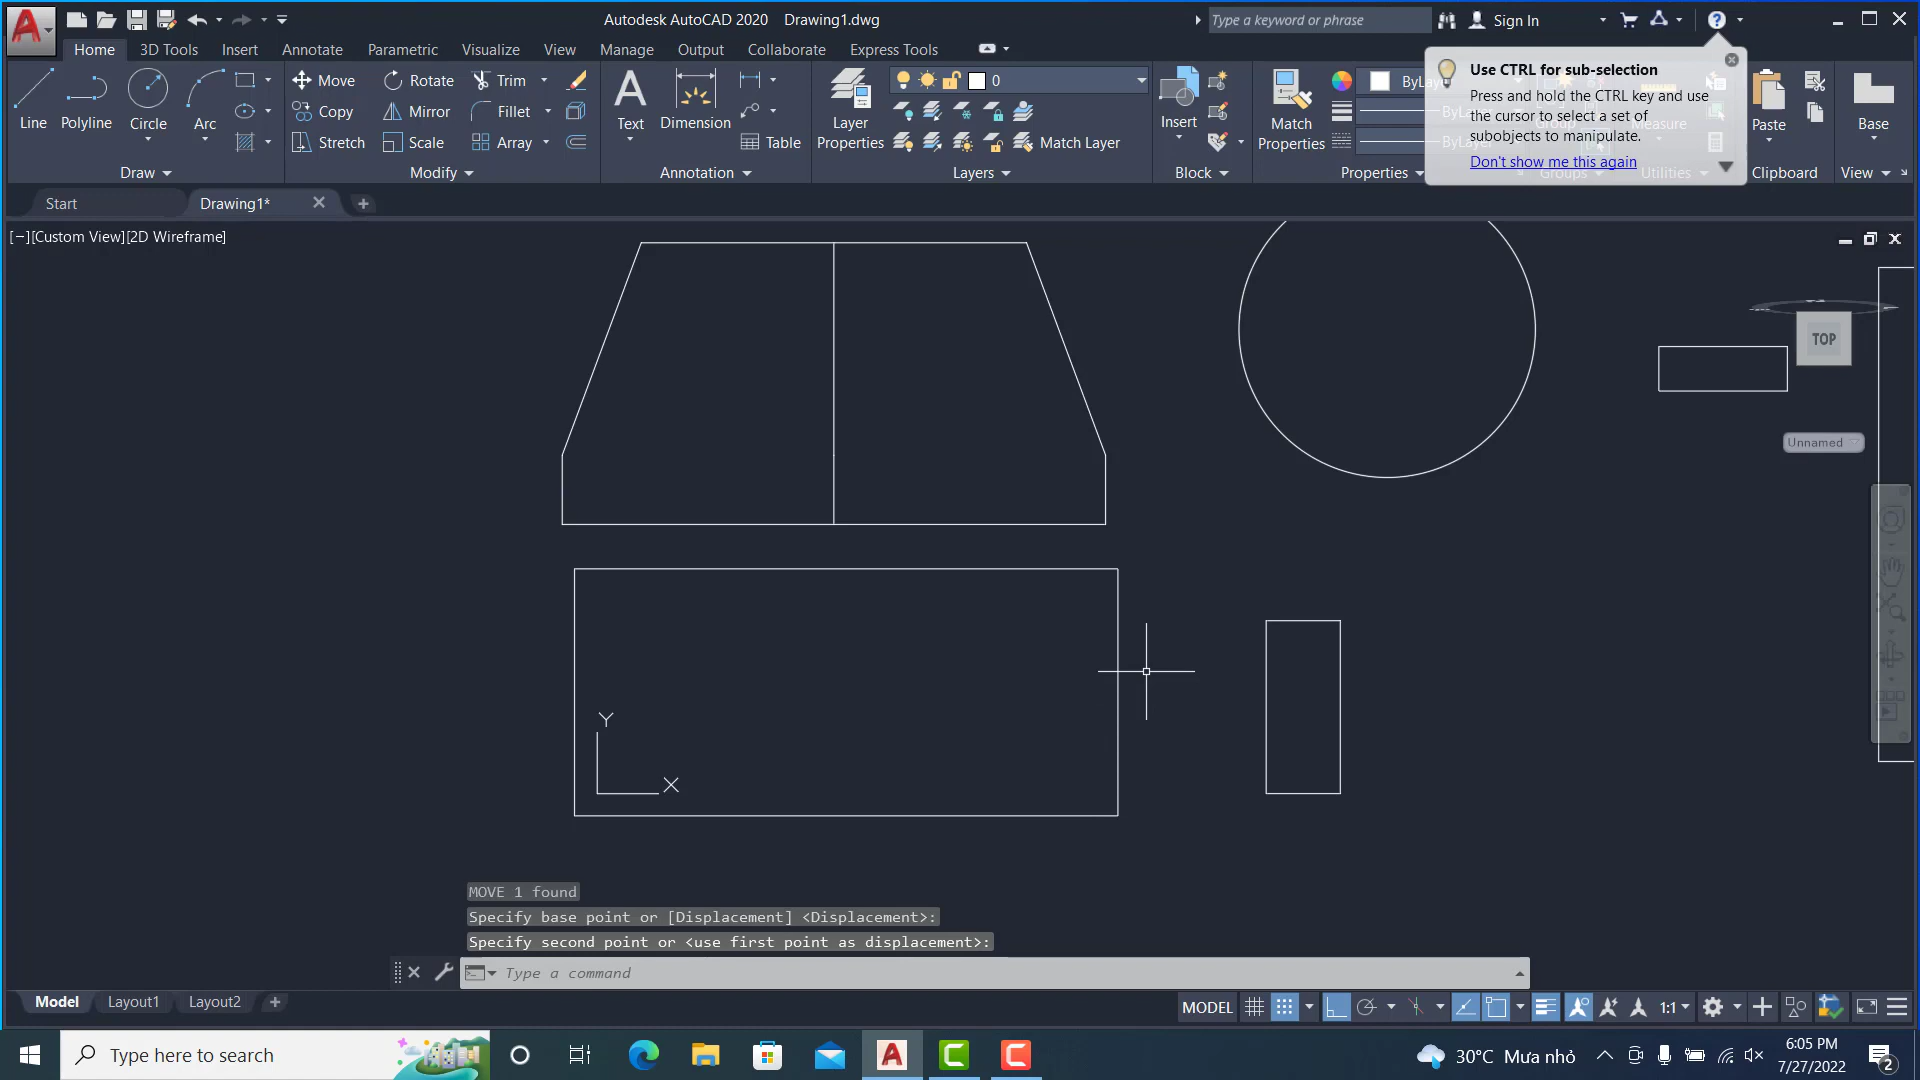 Autodesk AutoCAD 2020 Drawing1.dwg
Type a keyword or phrase
Sign In
Home 3D Tools Insert Annotate Parametric Visualize View Manage Output Collaborate Express Tools
Use CTRL for sub-selection
Press and hold the CTRL key and use
the cursor to select a set of
subobjects to manipulate.
Don't show me this again
Line Polyline Circle Arc
Move Rotate Trim
Copy Mirror Fillet
Stretch Scale Array
Text Dimension Table
Layer
Properties
0
Match Layer
Insert
Match
Properties
ByLayer
Measure
Paste
Base
Draw Modify Annotation Layers Block Properties Groups Utilities Clipboard View
Start Drawing1*
[−][Custom View][2D Wireframe]
TOP
Unnamed
Y
X
MOVE 1 found
Specify base point or [Displacement] <Displacement>:
Specify second point or <use first point as displacement>:
Type a command
Model Layout1 Layout2
MODEL 1:1
Type here to search
30°C Mưa nhỏ
6:05 PM
7/27/2022
2